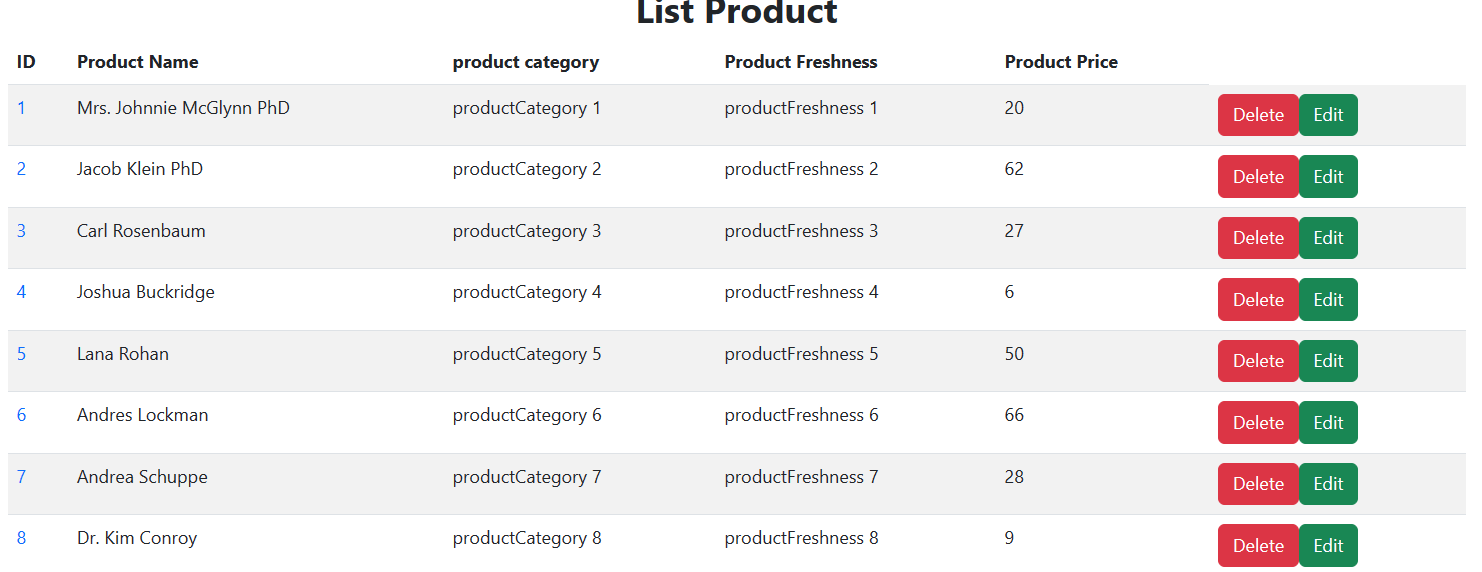 List Product
ID Product Name product category Product Freshness Product Price
1 Mrs. Johnnie McGlynn PhD productCategory 1 productFreshness 1 20 Delete Edit
2 Jacob Klein PhD productCategory 2 productFreshness 2 62 Delete Edit
3 Carl Rosenbaum productCategory 3 productFreshness 3 27 Delete Edit
4 Joshua Buckridge productCategory 4 productFreshness 4 6 Delete Edit
5 Lana Rohan productCategory 5 productFreshness 5 50 Delete Edit
6 Andres Lockman productCategory 6 productFreshness 6 66 Delete Edit
7 Andrea Schuppe productCategory 7 productFreshness 7 28 Delete Edit
8 Dr. Kim Conroy productCategory 8 productFreshness 8 9 Delete Edit